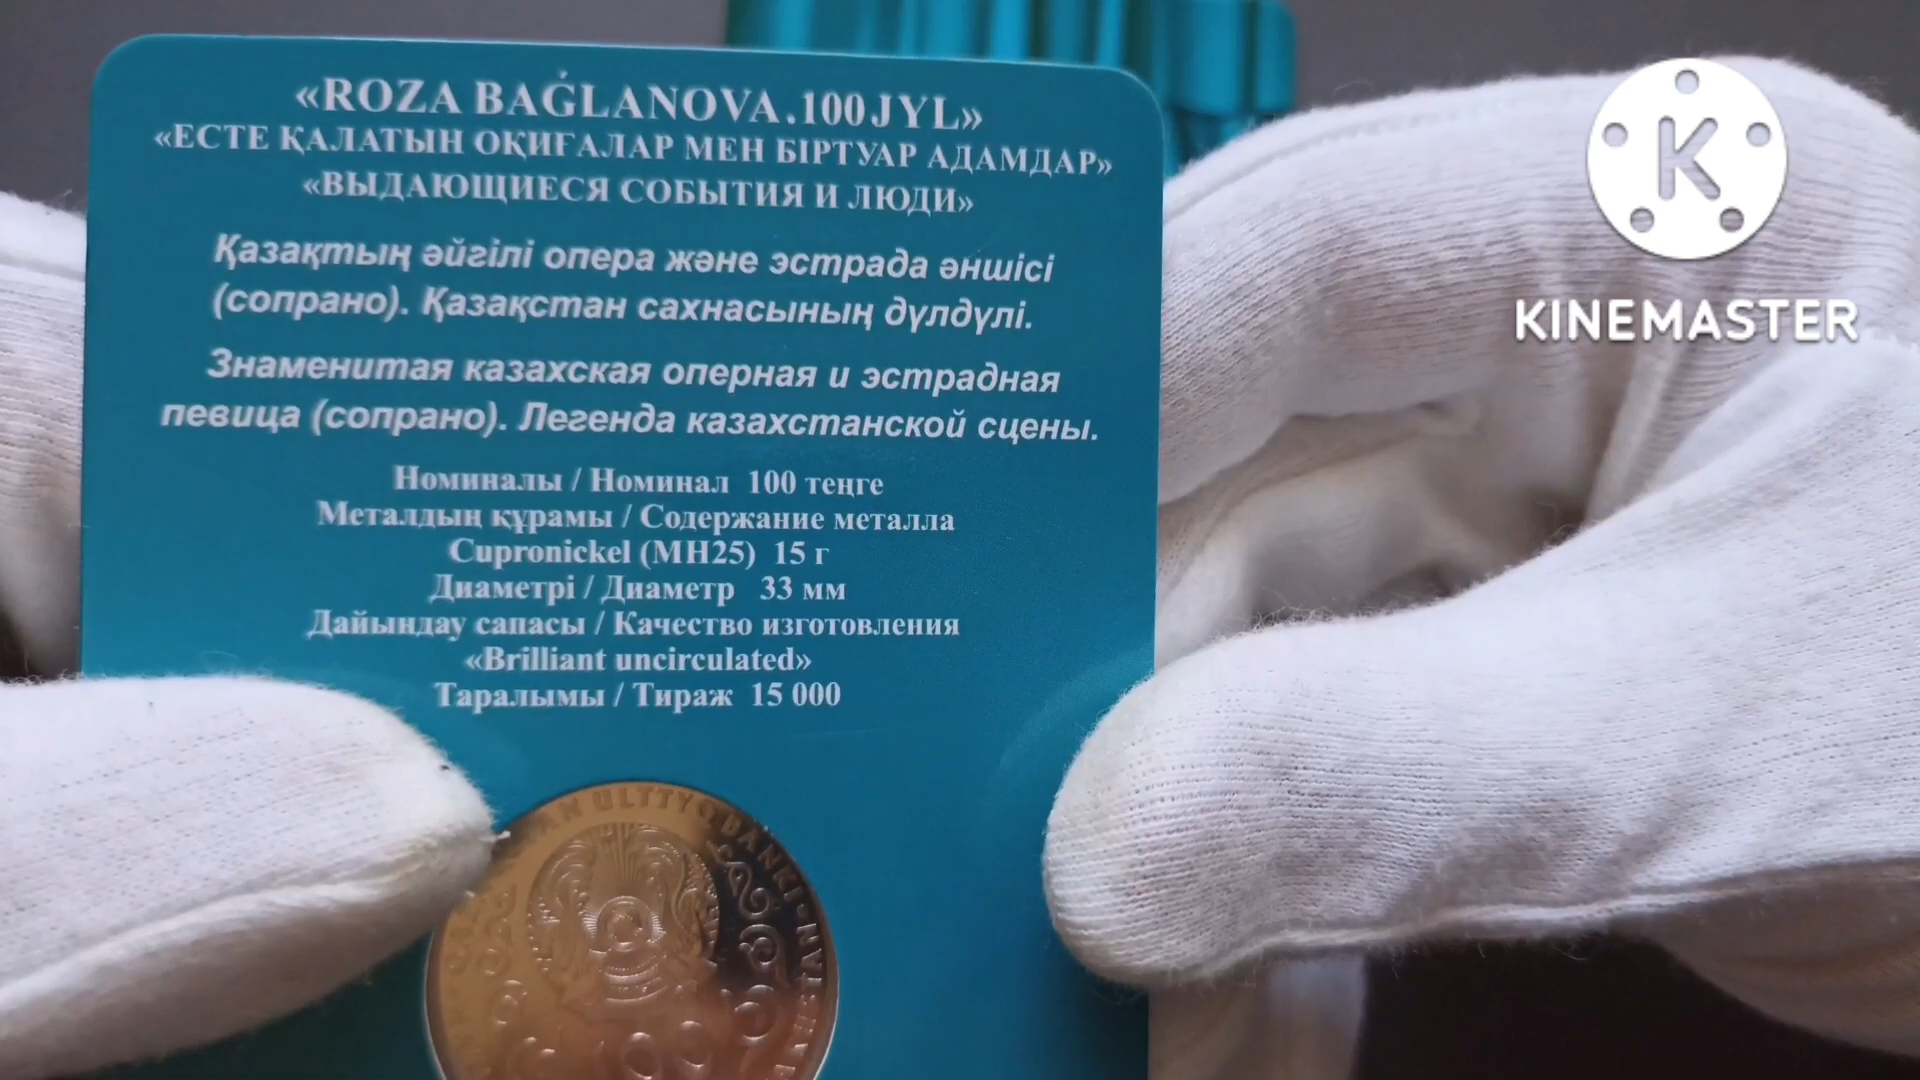 «ROZA BAǴLANOVA.100 JYL»
«ЕСТЕ ҚАЛАТЫН ОҚИҒАЛАР МЕН БІРТУАР АДАМДАР»
«ВЫДАЮЩИЕСЯ СОБЫТИЯ И ЛЮДИ»
Қазақтың әйгілі опера және эстрада әншісі
(сопрано). Қазақстан сахнасының дүлдүлі.
Знаменитая казахская оперная и эстрадная
певица (сопрано). Легенда казахстанской сцены.
Номиналы / Номинал 100 теңге
Металдың құрамы / Содержание металла
Cupronickel (МН25) 15 г
Диаметрі / Диаметр 33 мм
Дайындау сапасы / Качество изготовления
«Brilliant uncirculated»
Таралымы / Тираж 15 000
ULTTYQ BANKI
K
KINEMASTER